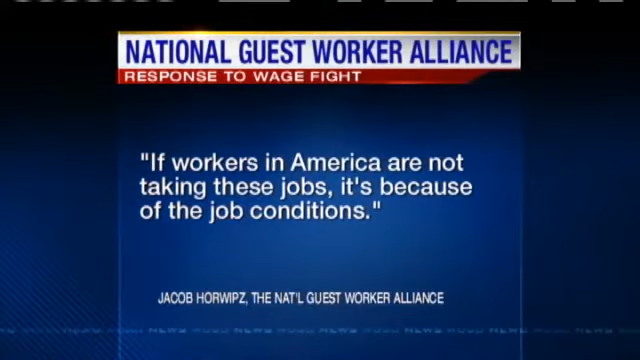 NATIONAL GUEST WORKER ALLIANCE
RESPONSE TO WAGE FIGHT
"If workers in America are not
taking these jobs, it's because
of the job conditions."
JACOB HORWIPZ, THE NAT'L GUEST WORKER ALLIANCE